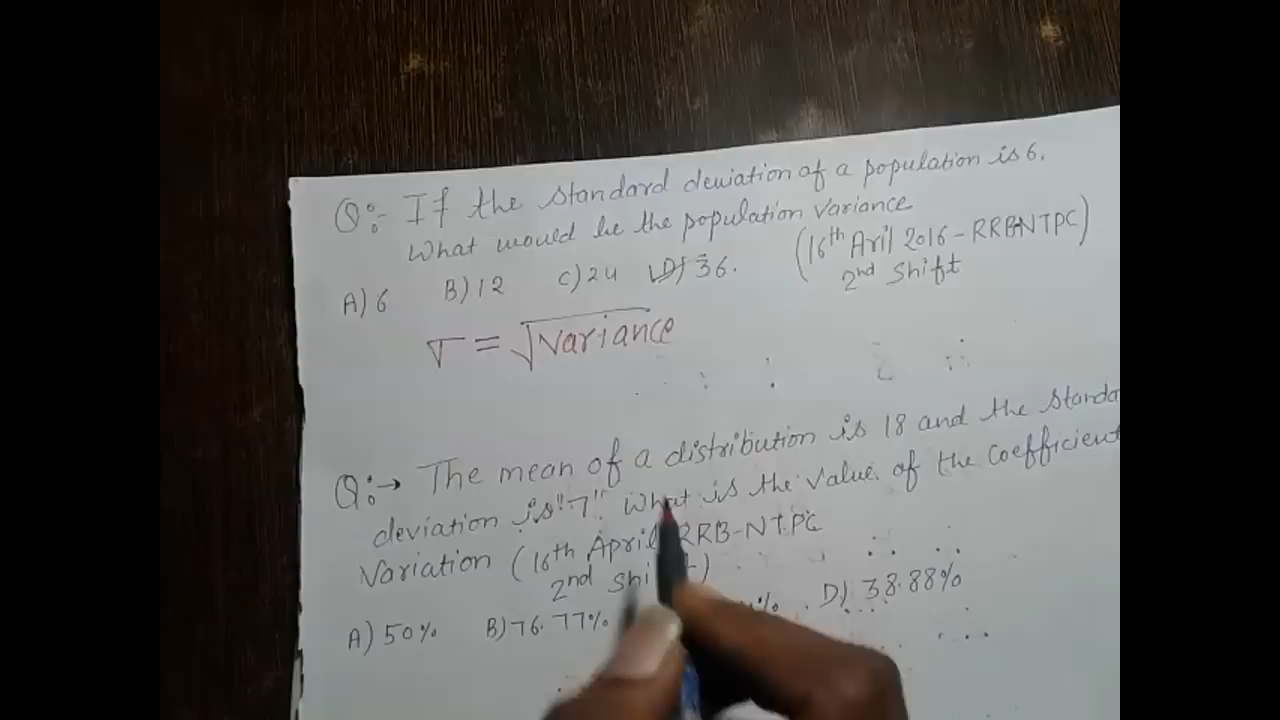 Q:- If the standard deviation of a population is 6.
What would be the population variance
(16th Aril 2016-RRB-NTPC)
2nd Shift
A) 6 B) 12 C) 24 D) 36.
σ = √variance
Q:→ The mean of a distribution is 18 and the Standa
deviation is "7". What is the value of the coefficient
Variation (16th April RRB-NTPC
2nd Shift)
A) 50% B) 76.77% D) 38.88%